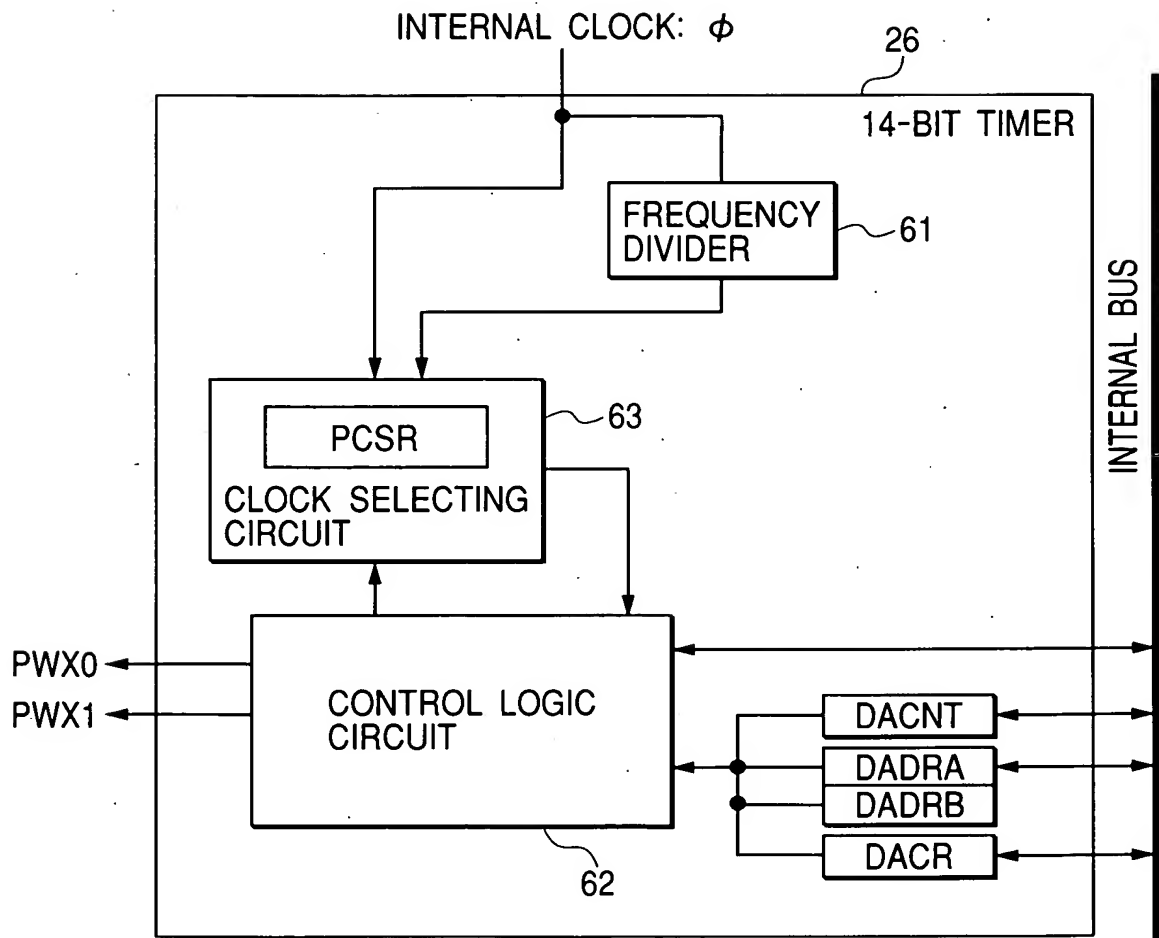 INTERNAL CLOCK: φ
26
14-BIT TIMER
FREQUENCY
DIVIDER
61
INTERNAL BUS
PCSR
63
CLOCK SELECTING
CIRCUIT
PWX0
PWX1
CONTROL LOGIC
CIRCUIT
DACNT
DADRA
DADRB
DACR
62